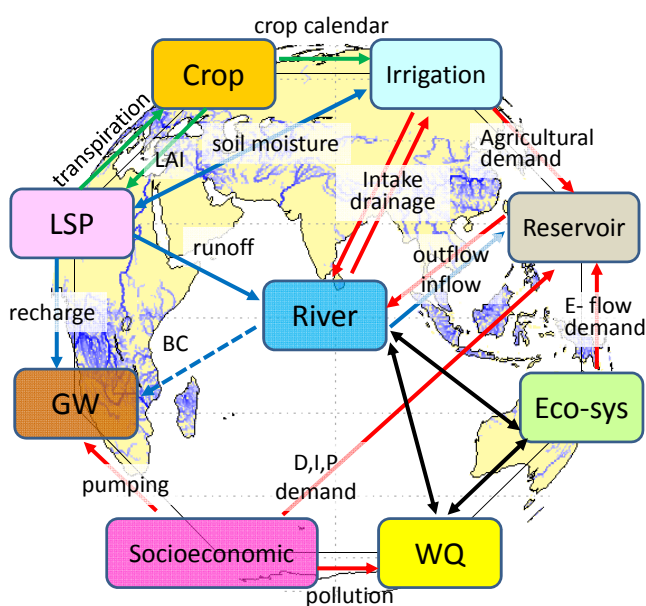 crop calendar
Crop
Irrigation
transpiration
LAI
soil moisture
Agricultural
demand
Intake
drainage
LSP
Reservoir
runoff
outflow
inflow
recharge
River
E- flow
demand
BC
GW
Eco-sys
D,I,P
demand
pumping
Socioeconomic
WQ
pollution